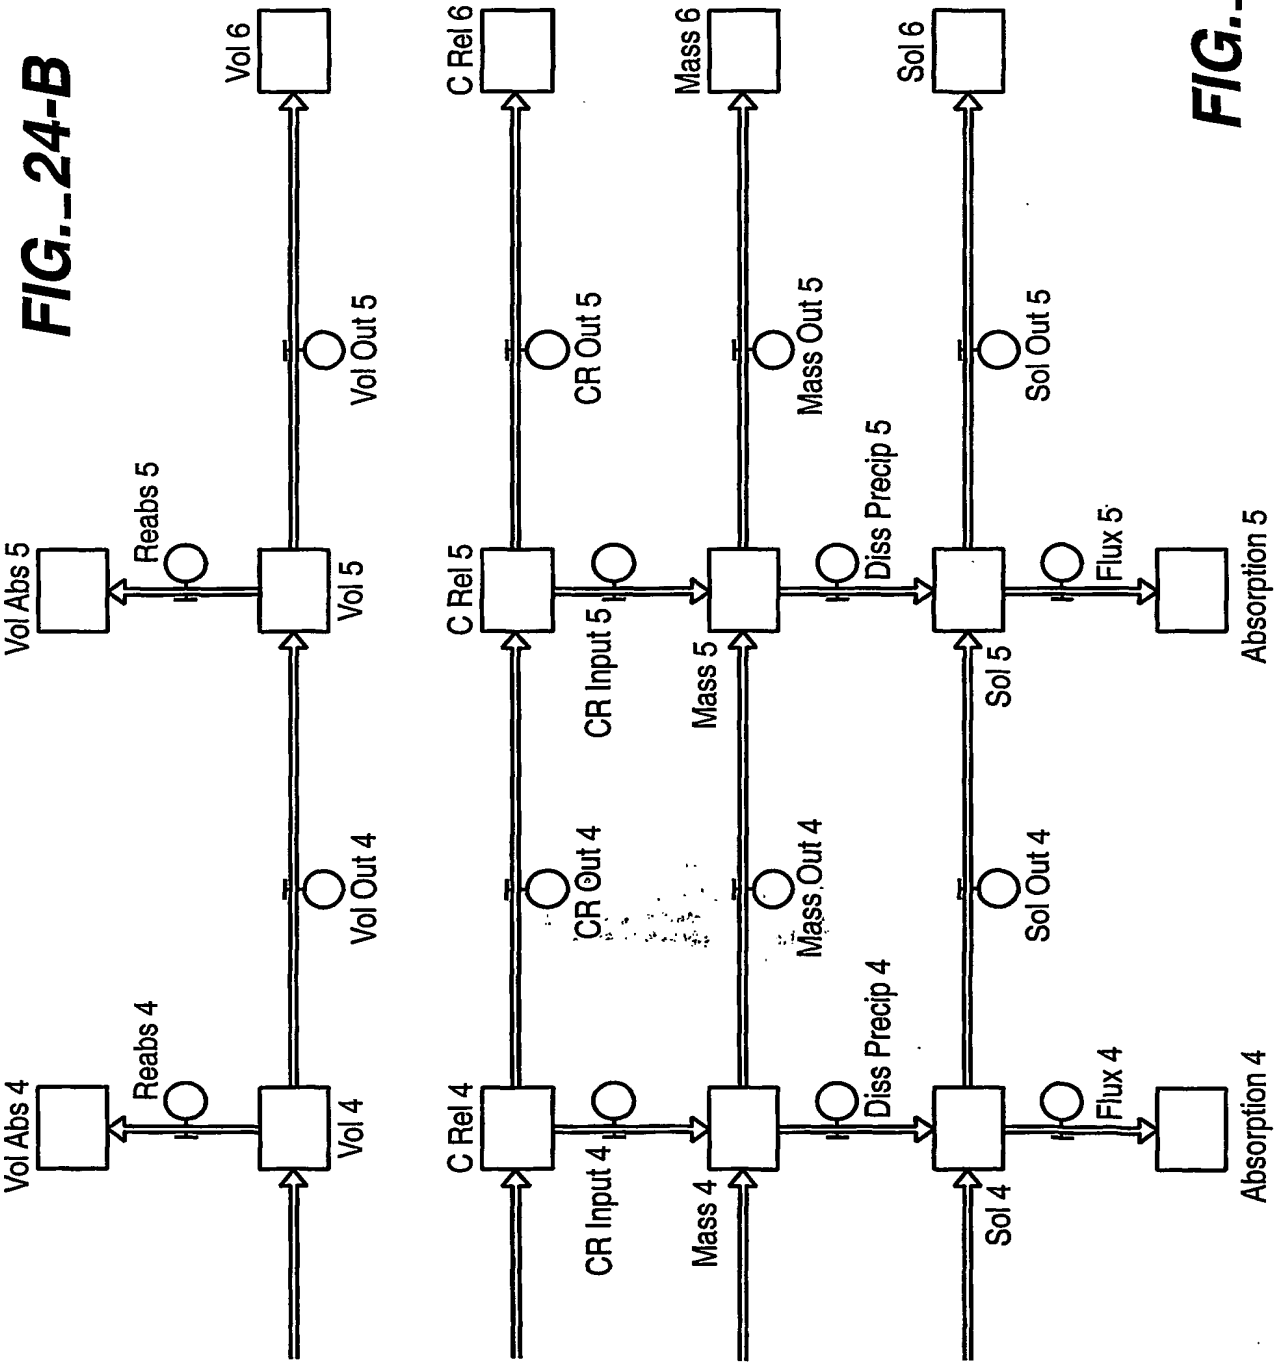 FIG._24-B
Vol Abs 4
Vol Abs 5
Reabs 4
Reabs 5
Vol 6
Vol 4
Vol Out 4
Vol 5
Vol Out 5
C Rel 4
C Rel 5
C Rel 6
CR Out 4
CR Out 5
CR Input 4
CR Input 5
Mass 6
Mass 4
Mass 5
Mass Out 4
Mass Out 5
Diss Precip 4
Diss Precip 5
Sol 6
Sol 4
Sol 5
Sol Out 4
Sol Out 5
Flux 4
Flux 5
Absorption 4
Absorption 5
FIG._